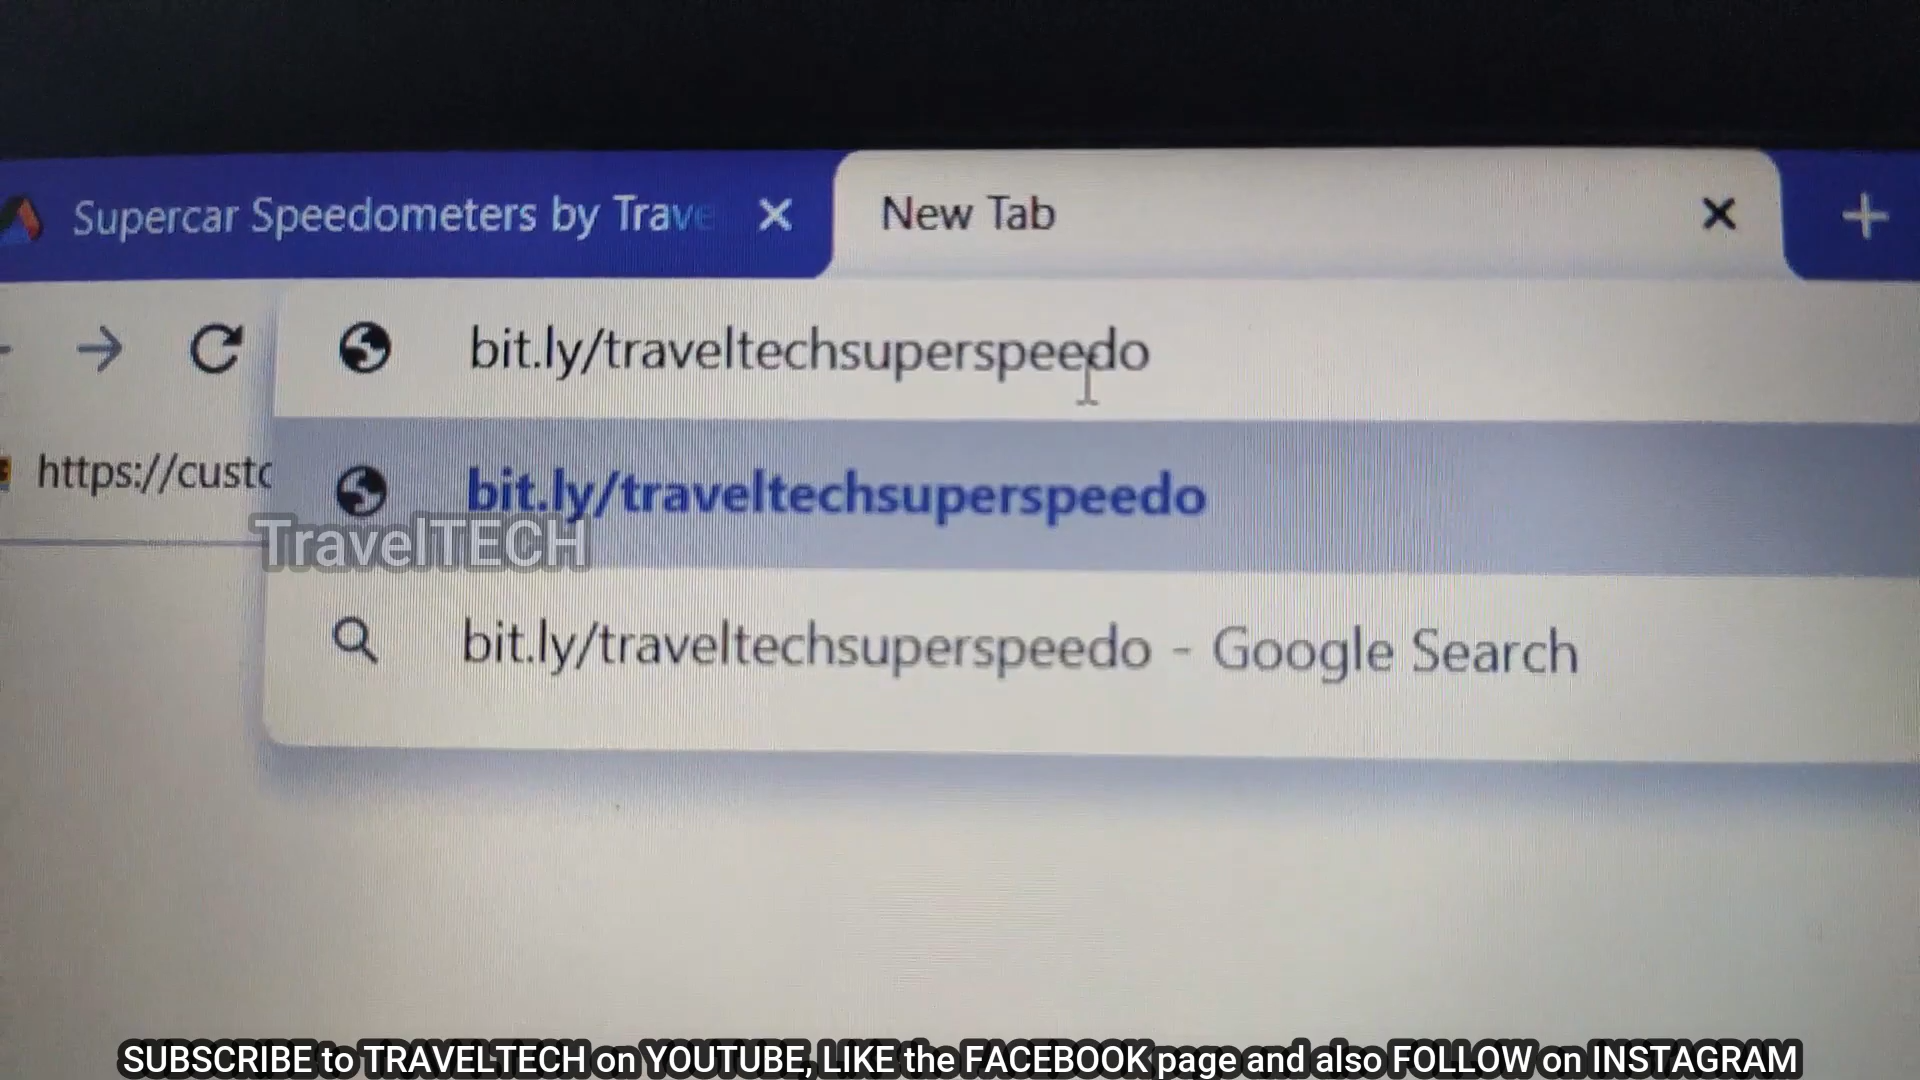 Supercar Speedometers by Trave
New Tab
bit.ly/traveltechsuperspeedo
https://custo
bit.ly/traveltechsuperspeedo
TravelTECH
bit.ly/traveltechsuperspeedo - Google Search
SUBSCRIBE to TRAVELTECH on YOUTUBE, LIKE the FACEBOOK page and also FOLLOW on INSTAGRAM